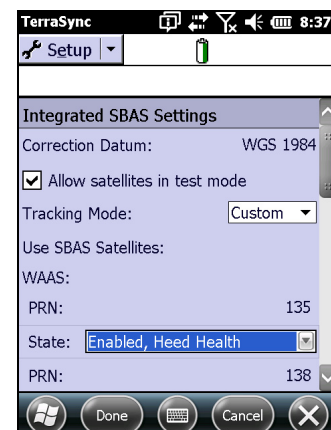 TerraSync 8:37
Setup
Integrated SBAS Settings
Correction Datum: WGS 1984
Allow satellites in test mode
Tracking Mode: Custom
Use SBAS Satellites:
WAAS:
PRN: 135
State: Enabled, Heed Health
PRN: 138
Done Cancel